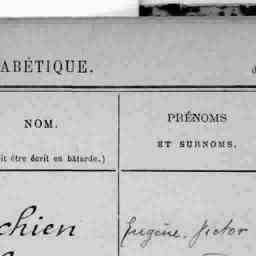 ABÉTIQUE.
NOM.
it être écrit en bâtarde.)
PRÉNOMS
ET SURNOMS.
chien
Eugène. Victor